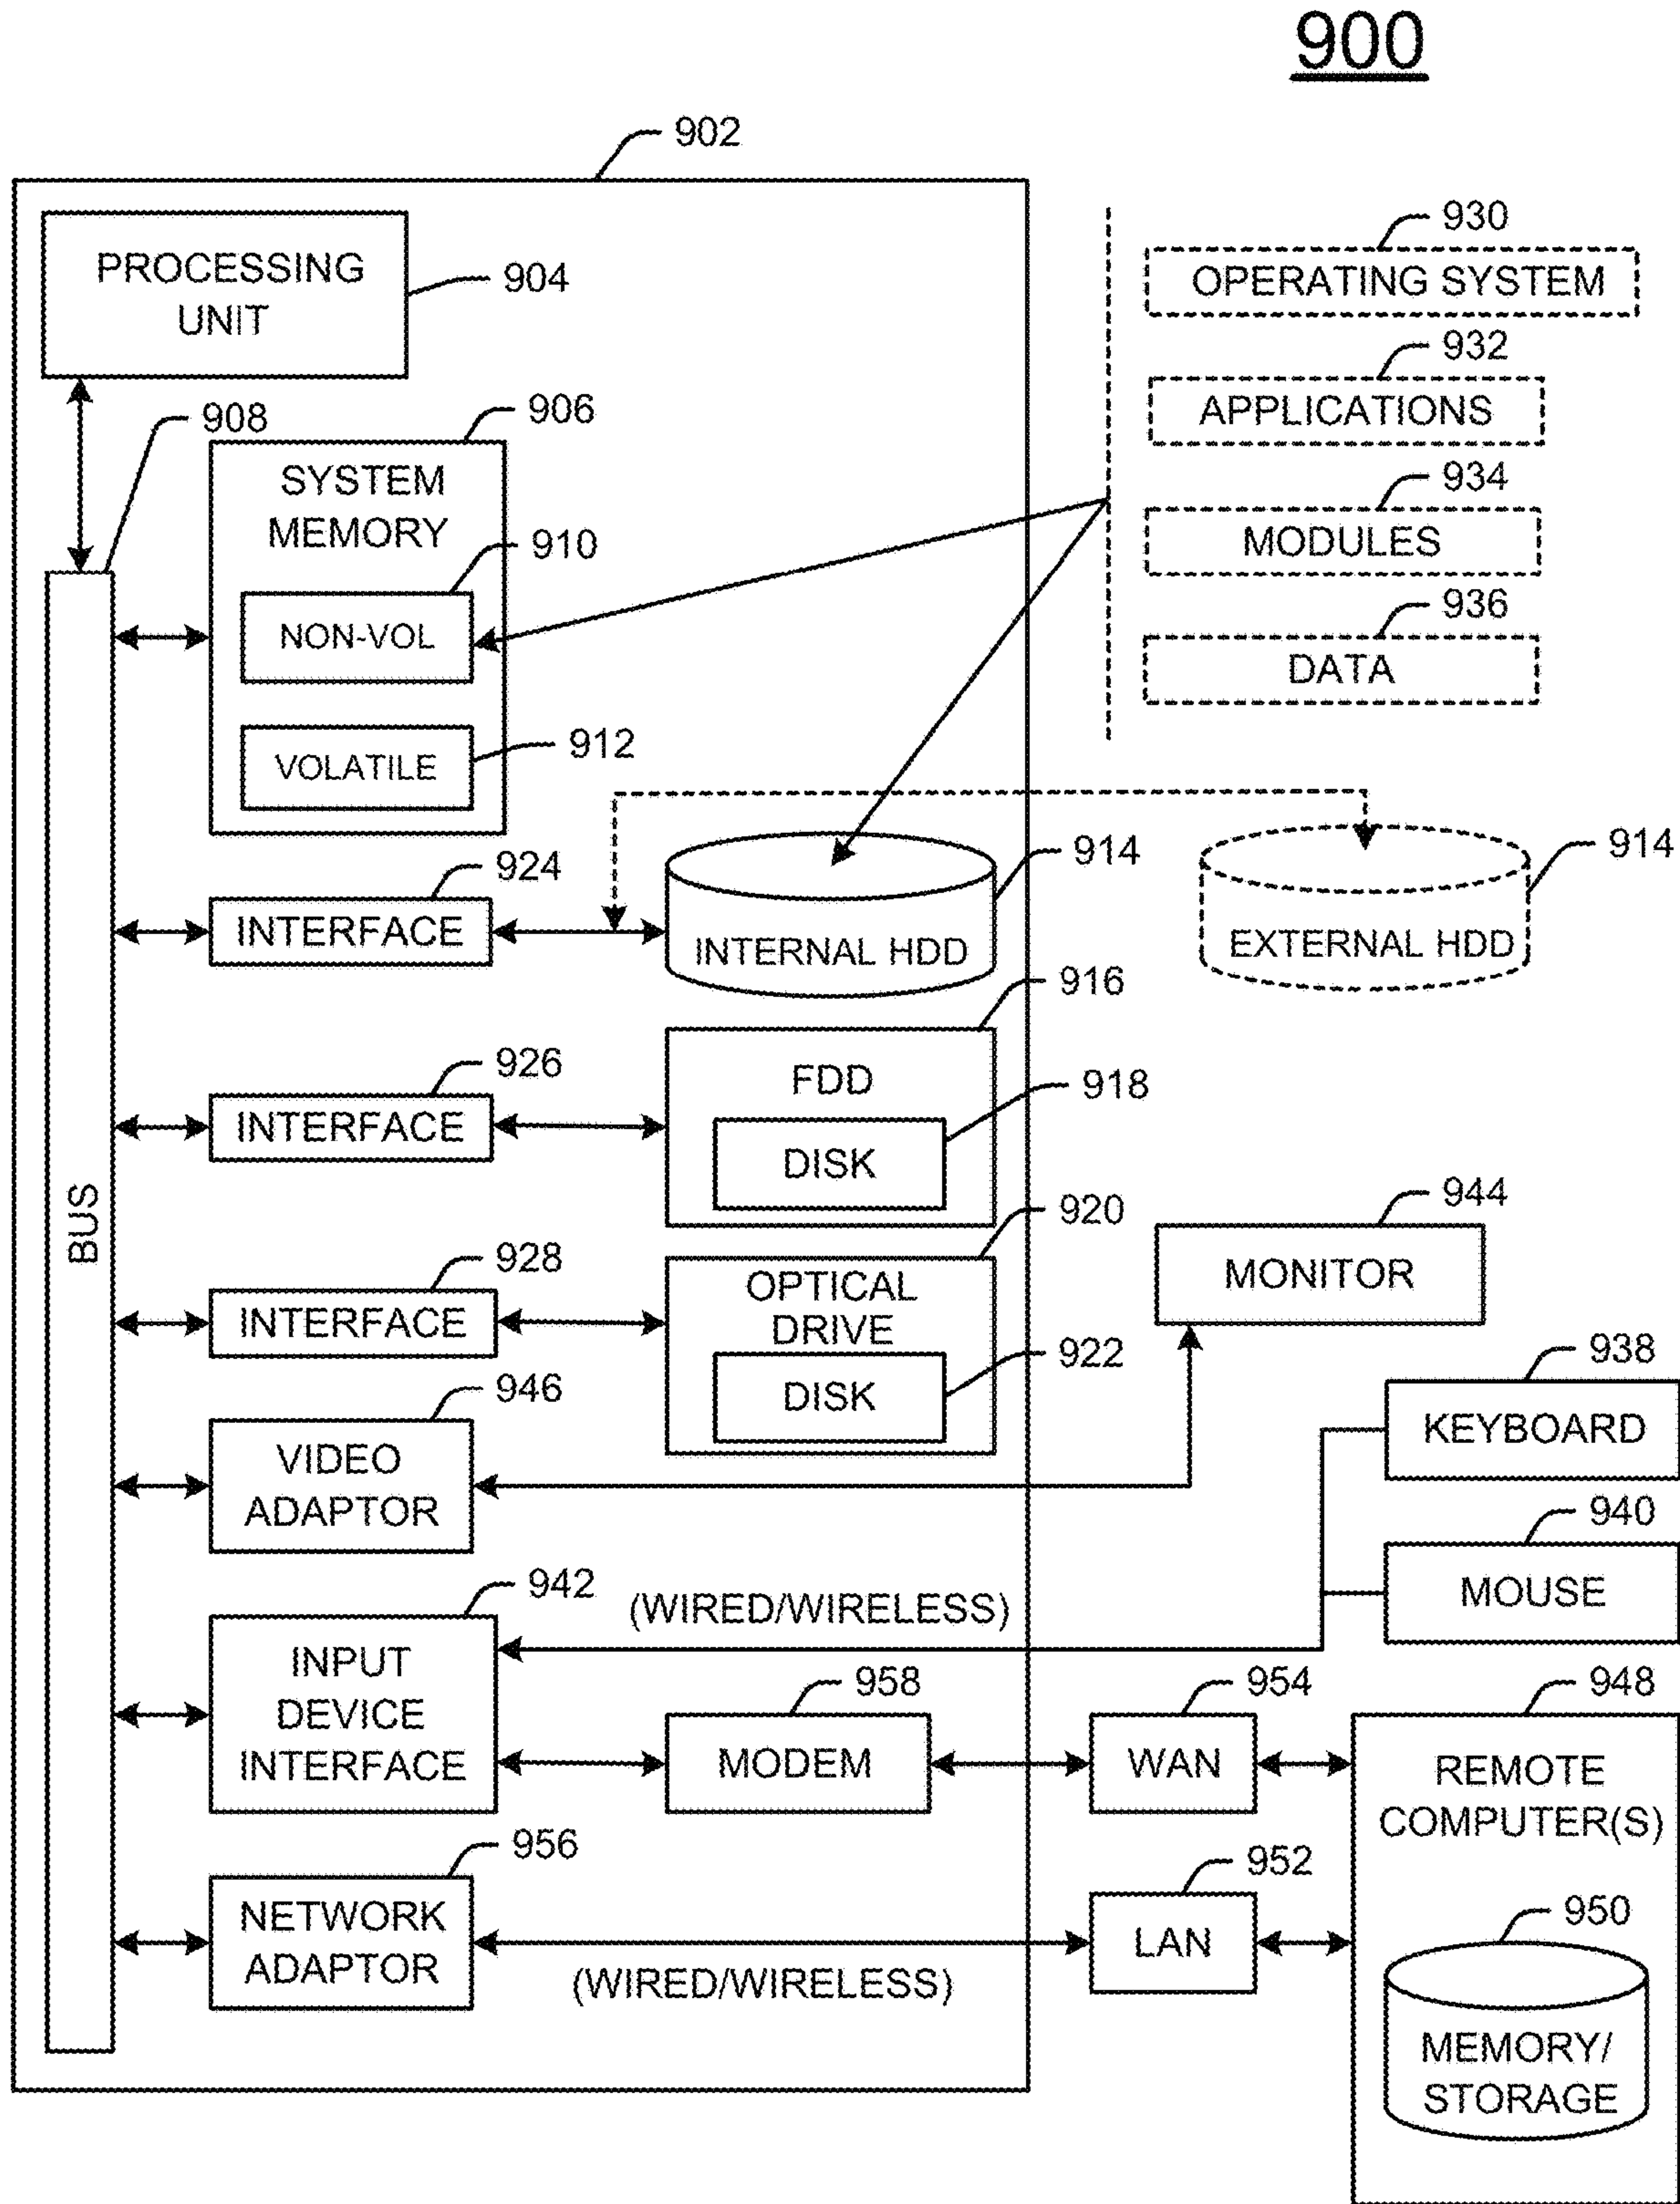 900
902
PROCESSING
UNIT
904
930
OPERATING SYSTEM
932
APPLICATIONS
934
MODULES
936
DATA
908
906
SYSTEM
MEMORY
910
NON-VOL
912
VOLATILE
924
INTERFACE
914
INTERNAL HDD
914
EXTERNAL HDD
916
FDD
926
INTERFACE
918
DISK
BUS
920
OPTICAL
DRIVE
928
INTERFACE
922
DISK
944
MONITOR
938
KEYBOARD
946
VIDEO
ADAPTOR
940
MOUSE
942
INPUT
DEVICE
INTERFACE
(WIRED/WIRELESS)
958
MODEM
954
WAN
948
REMOTE
COMPUTER(S)
956
NETWORK
ADAPTOR
(WIRED/WIRELESS)
952
LAN
950
MEMORY/
STORAGE